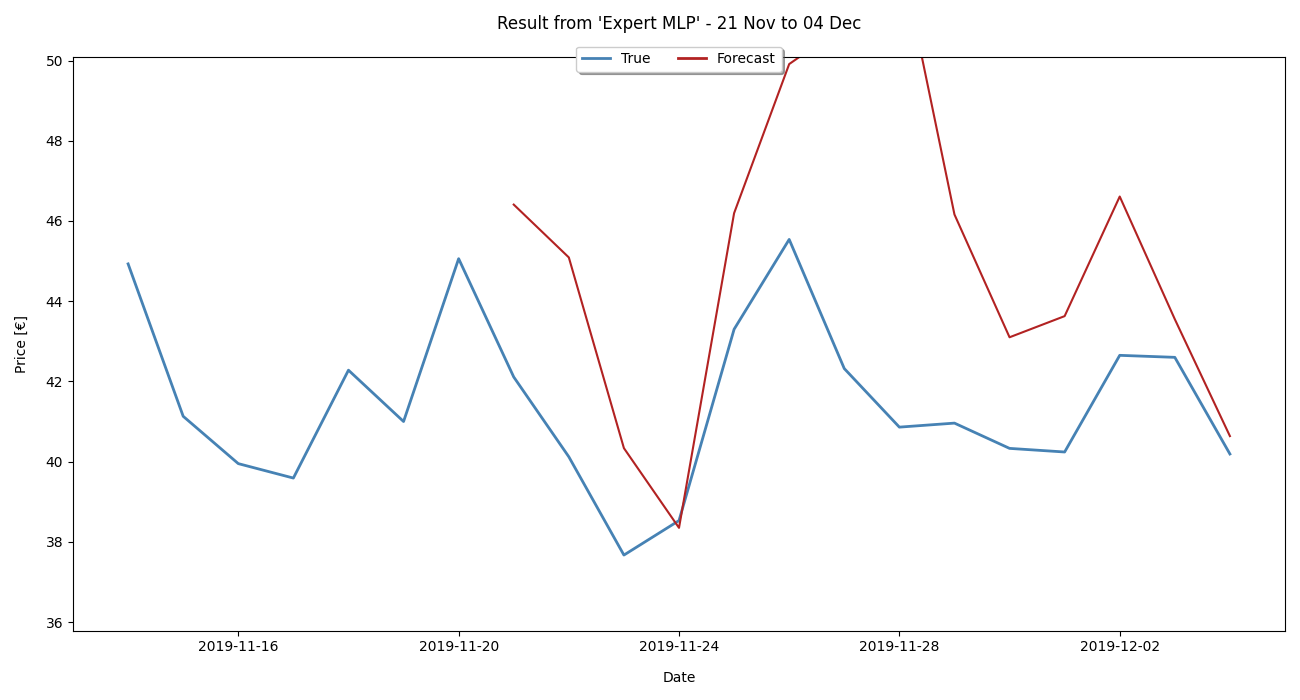 Result from 'Expert MLP' - 21 Nov to 04 Dec
True Forecast
50
48
46
44
42
40
38
36
Price [€]
2019-11-16 2019-11-20 2019-11-24 2019-11-28 2019-12-02
Date